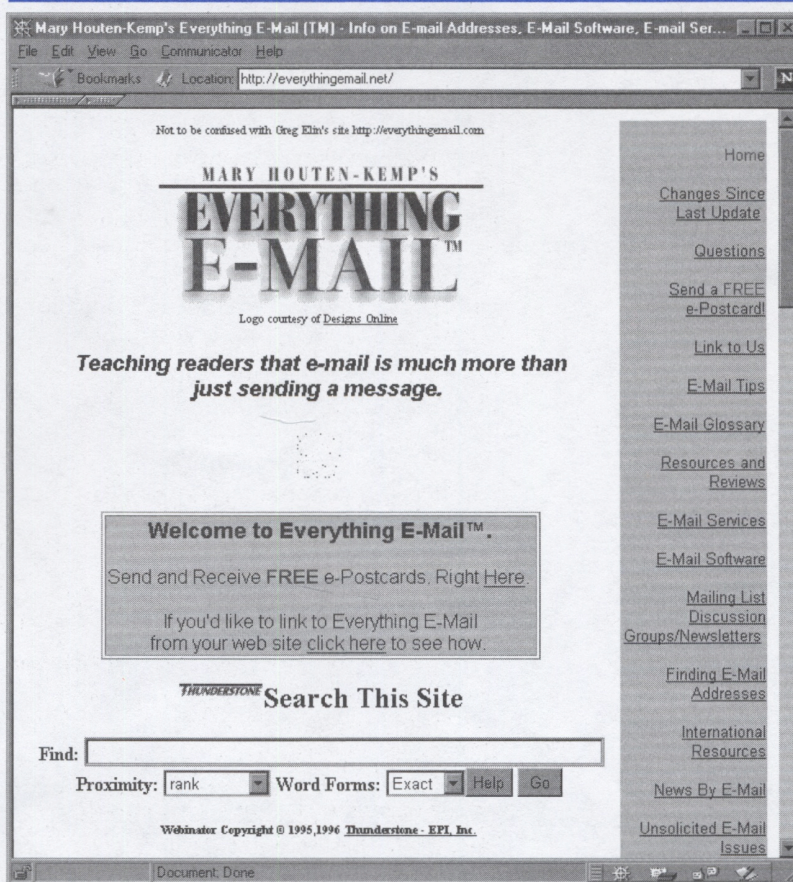 Mary Houten-Kemp's Everything E-Mail (TM) - Info on E-mail Addresses, E-Mail Software, E-mail Ser...
File Edit View Go Communicator Help
Bookmarks Location: http://everythingemail.net/
N
Not to be confused with Greg Elin's site http://everythingemail.com
MARY HOUTEN-KEMP'S
EVERYTHING
E-MAIL™
Logo courtesy of Designs Online
Teaching readers that e-mail is much more than
just sending a message.
Welcome to Everything E-Mail™.
Send and Receive FREE e-Postcards. Right Here.
If you'd like to link to Everything E-Mail
from your web site click here to see how.
THUNDERSTONE Search This Site
Find:
Proximity: rank Word Forms: Exact Help Go
Webinator Copyright © 1995,1996 Thunderstone - EPI, Inc.
Home
Changes Since
Last Update
Questions
Send a FREE
e-Postcard!
Link to Us
E-Mail Tips
E-Mail Glossary
Resources and
Reviews
E-Mail Services
E-Mail Software
Mailing List
Discussion
Groups/Newsletters
Finding E-Mail
Addresses
International
Resources
News By E-Mail
Unsolicited E-Mail
Issues
Document: Done